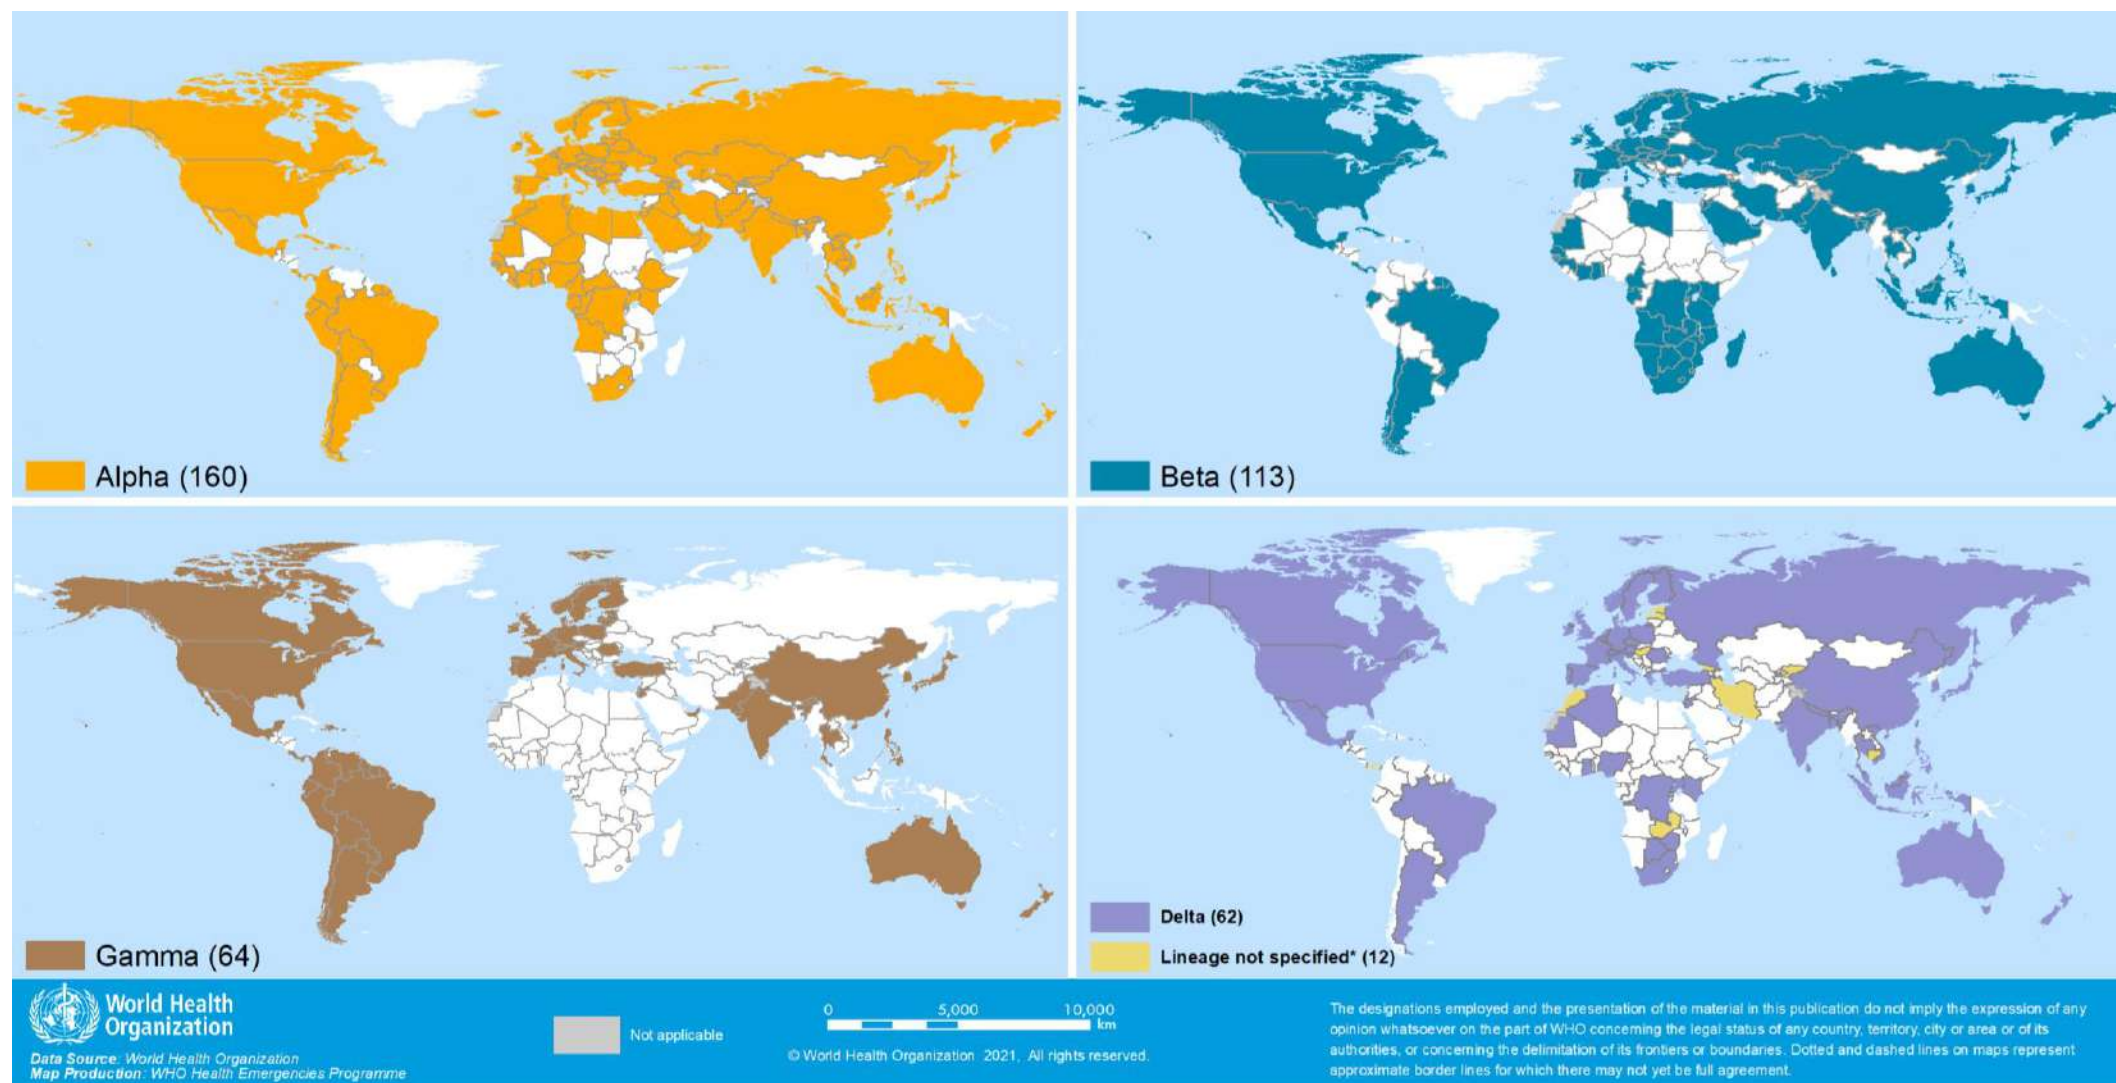 Alpha (160)
Beta (113)
Gamma (64)
Delta (62)
Lineage not specified* (12)
World Health
Organization
Data Source: World Health Organization
Map Production: WHO Health Emergencies Programme
Not applicable
0 5,000 10,000
km
© World Health Organization 2021, All rights reserved.
The designations employed and the presentation of the material in this publication do not imply the expression of any
opinion whatsoever on the part of WHO concerning the legal status of any country, territory, city or area or of its
authorities, or concerning the delimitation of its frontiers or boundaries. Dotted and dashed lines on maps represent
approximate border lines for which there may not yet be full agreement.